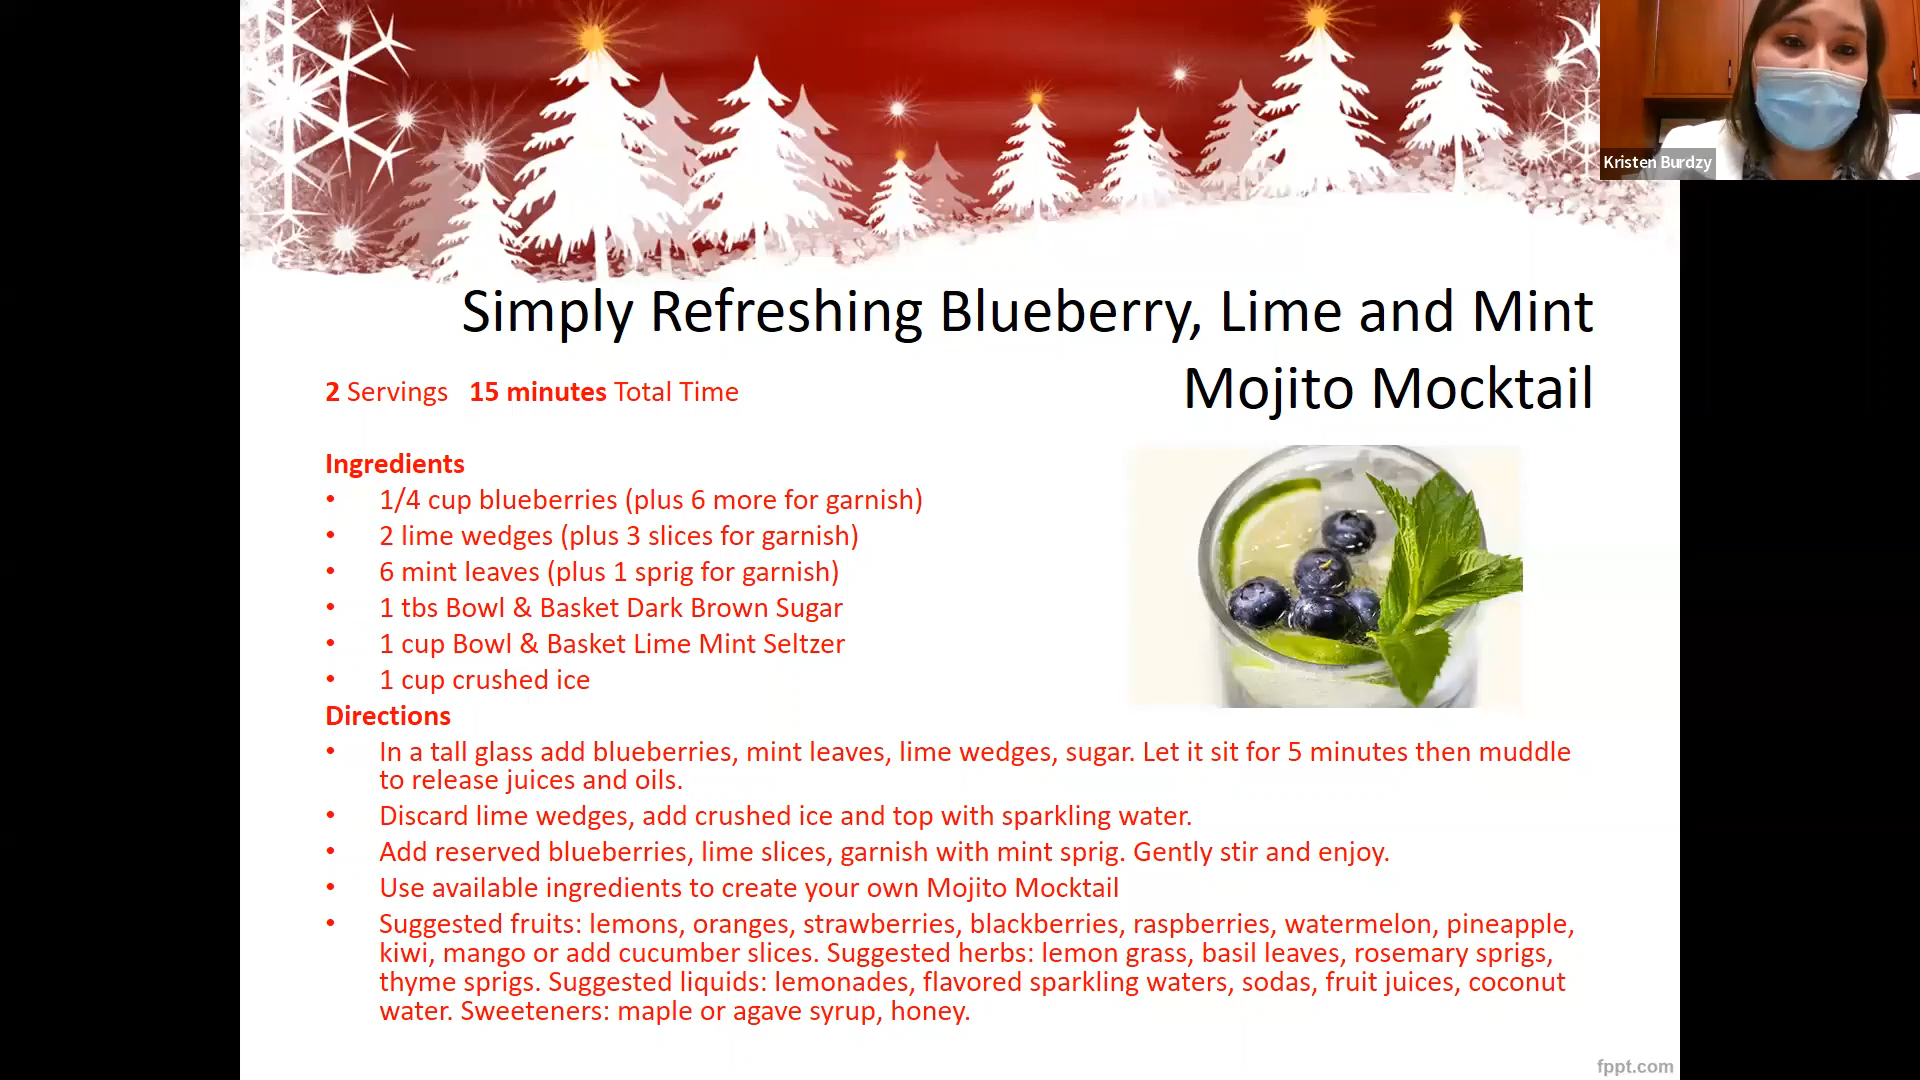 Kristen Burdzy
Simply Refreshing Blueberry, Lime and Mint
Mojito Mocktail
2 Servings 15 minutes Total Time
Ingredients
• 1/4 cup blueberries (plus 6 more for garnish)
• 2 lime wedges (plus 3 slices for garnish)
• 6 mint leaves (plus 1 sprig for garnish)
• 1 tbs Bowl & Basket Dark Brown Sugar
• 1 cup Bowl & Basket Lime Mint Seltzer
• 1 cup crushed ice
Directions
• In a tall glass add blueberries, mint leaves, lime wedges, sugar. Let it sit for 5 minutes then muddle
to release juices and oils.
• Discard lime wedges, add crushed ice and top with sparkling water.
• Add reserved blueberries, lime slices, garnish with mint sprig. Gently stir and enjoy.
• Use available ingredients to create your own Mojito Mocktail
• Suggested fruits: lemons, oranges, strawberries, blackberries, raspberries, watermelon, pineapple,
kiwi, mango or add cucumber slices. Suggested herbs: lemon grass, basil leaves, rosemary sprigs,
thyme sprigs. Suggested liquids: lemonades, flavored sparkling waters, sodas, fruit juices, coconut
water. Sweeteners: maple or agave syrup, honey.
fppt.com